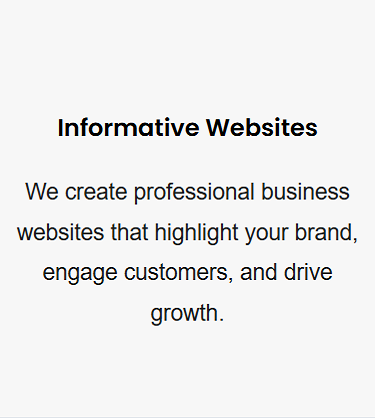 Informative Websites
We create professional business
websites that highlight your brand,
engage customers, and drive
growth.